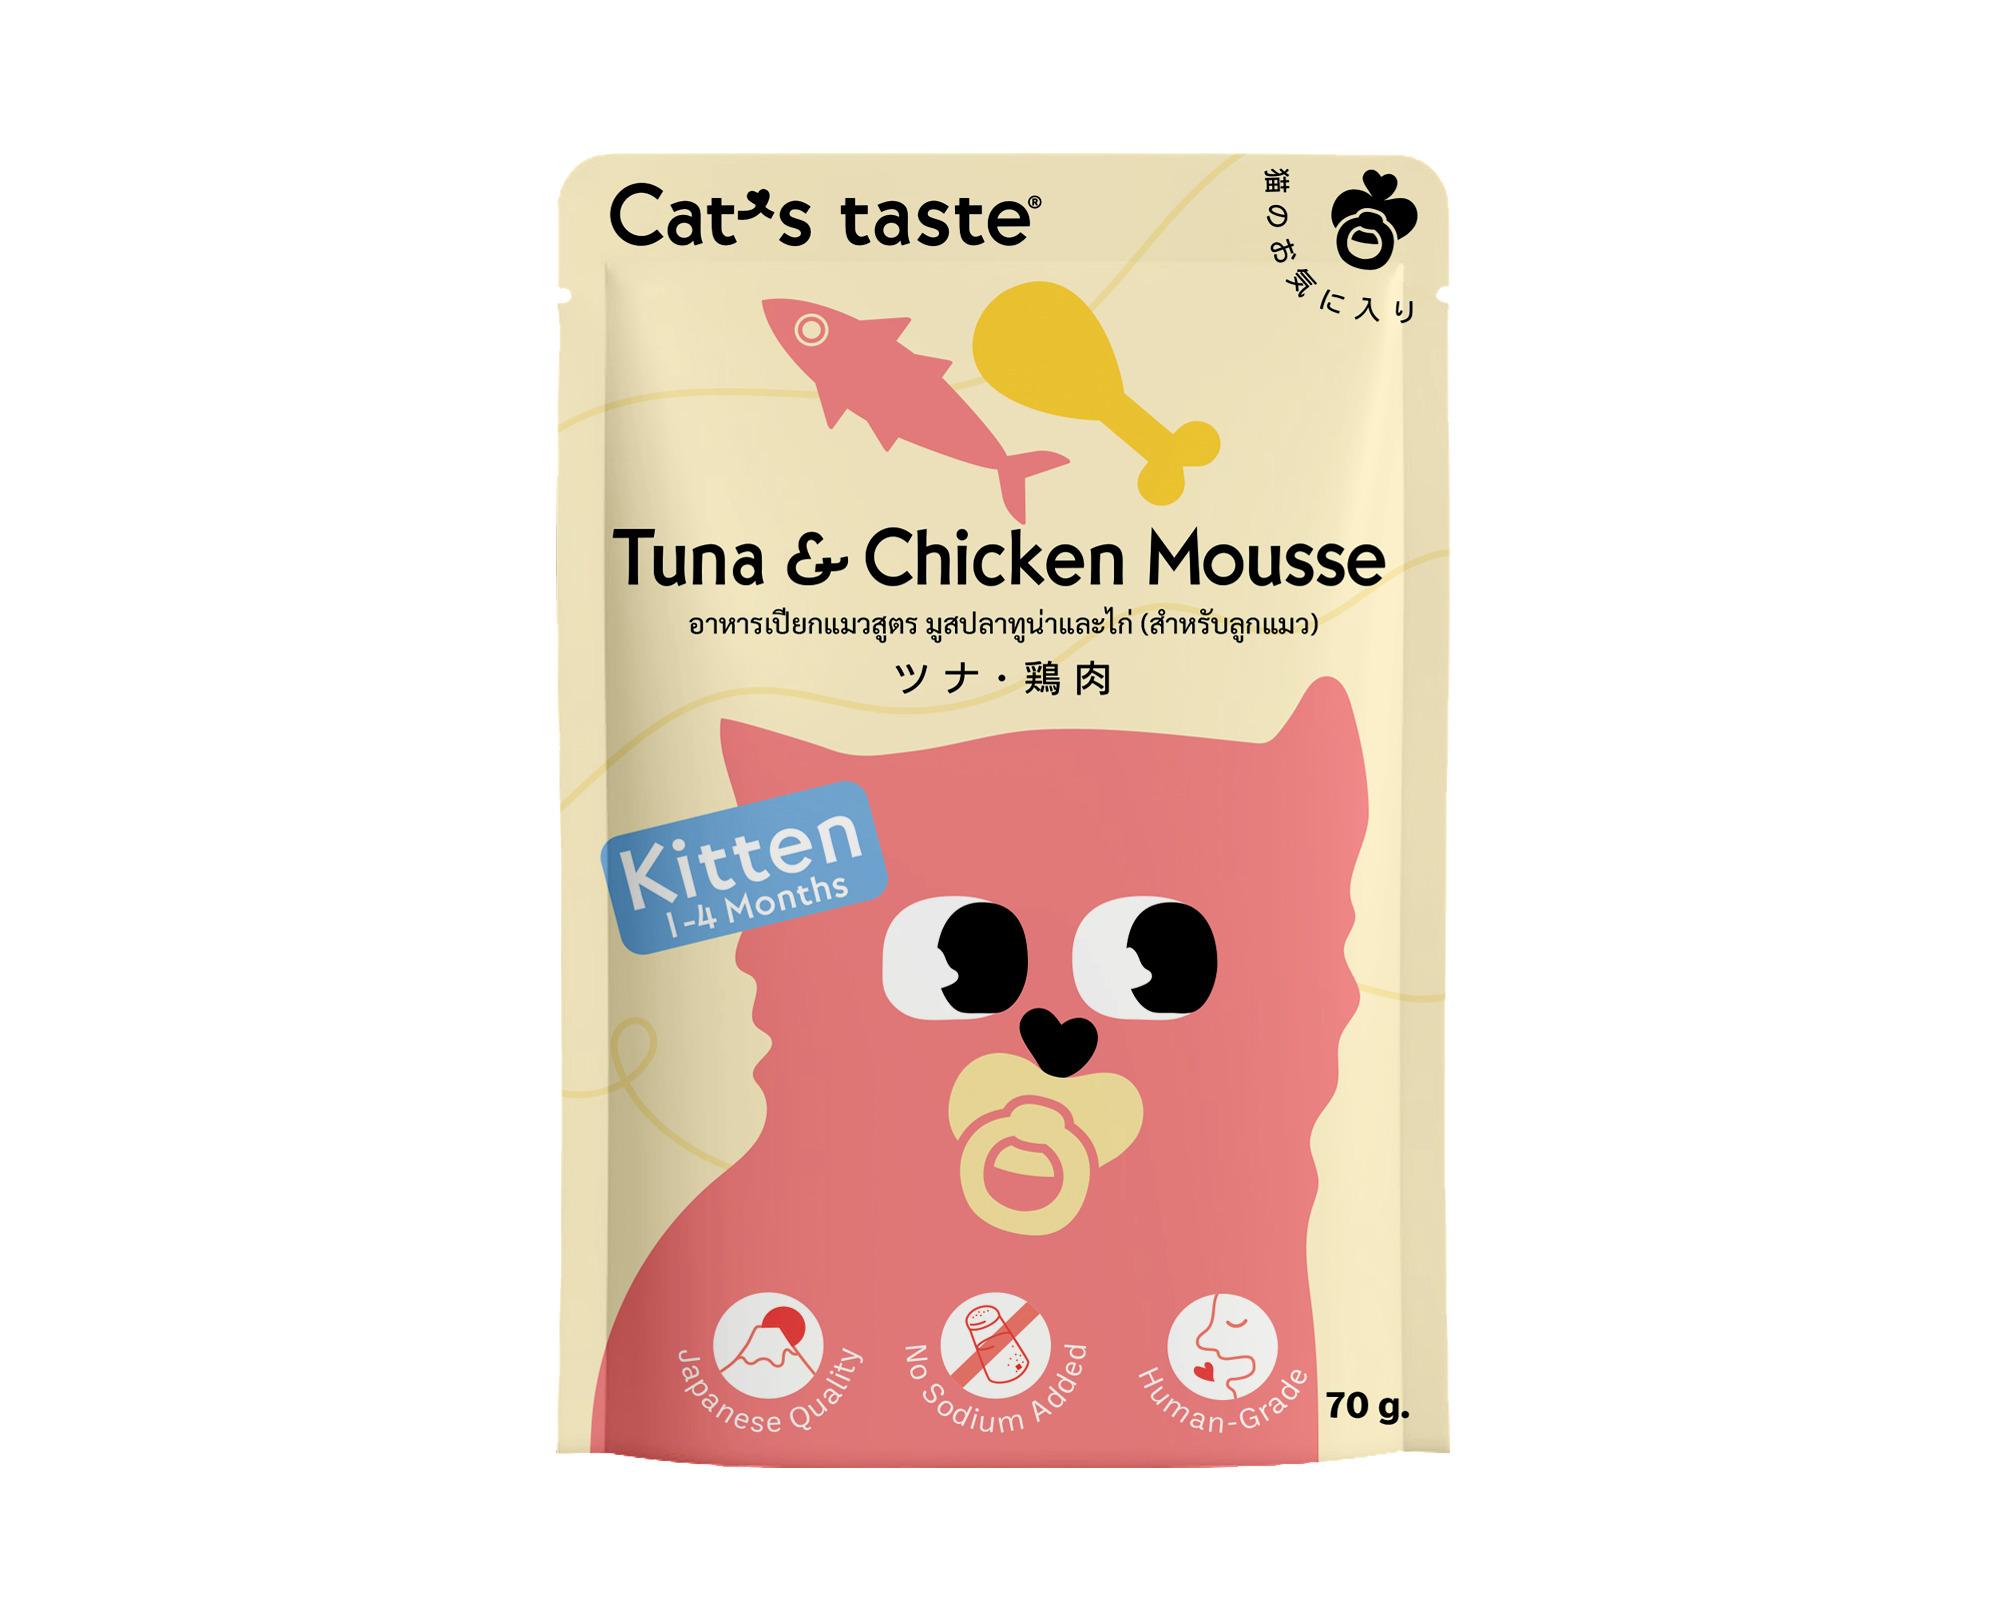 Cat's taste®
猫のお気に入り
Tuna & Chicken Mousse
อาหารเปียกแมวสูตร มูสปลาทูน่าและไก่ (สำหรับลูกแมว)
ツナ・鶏肉
Kitten
1-4 Months
Japanese Quality
No Sodium Added
Human-Grade
70 g.